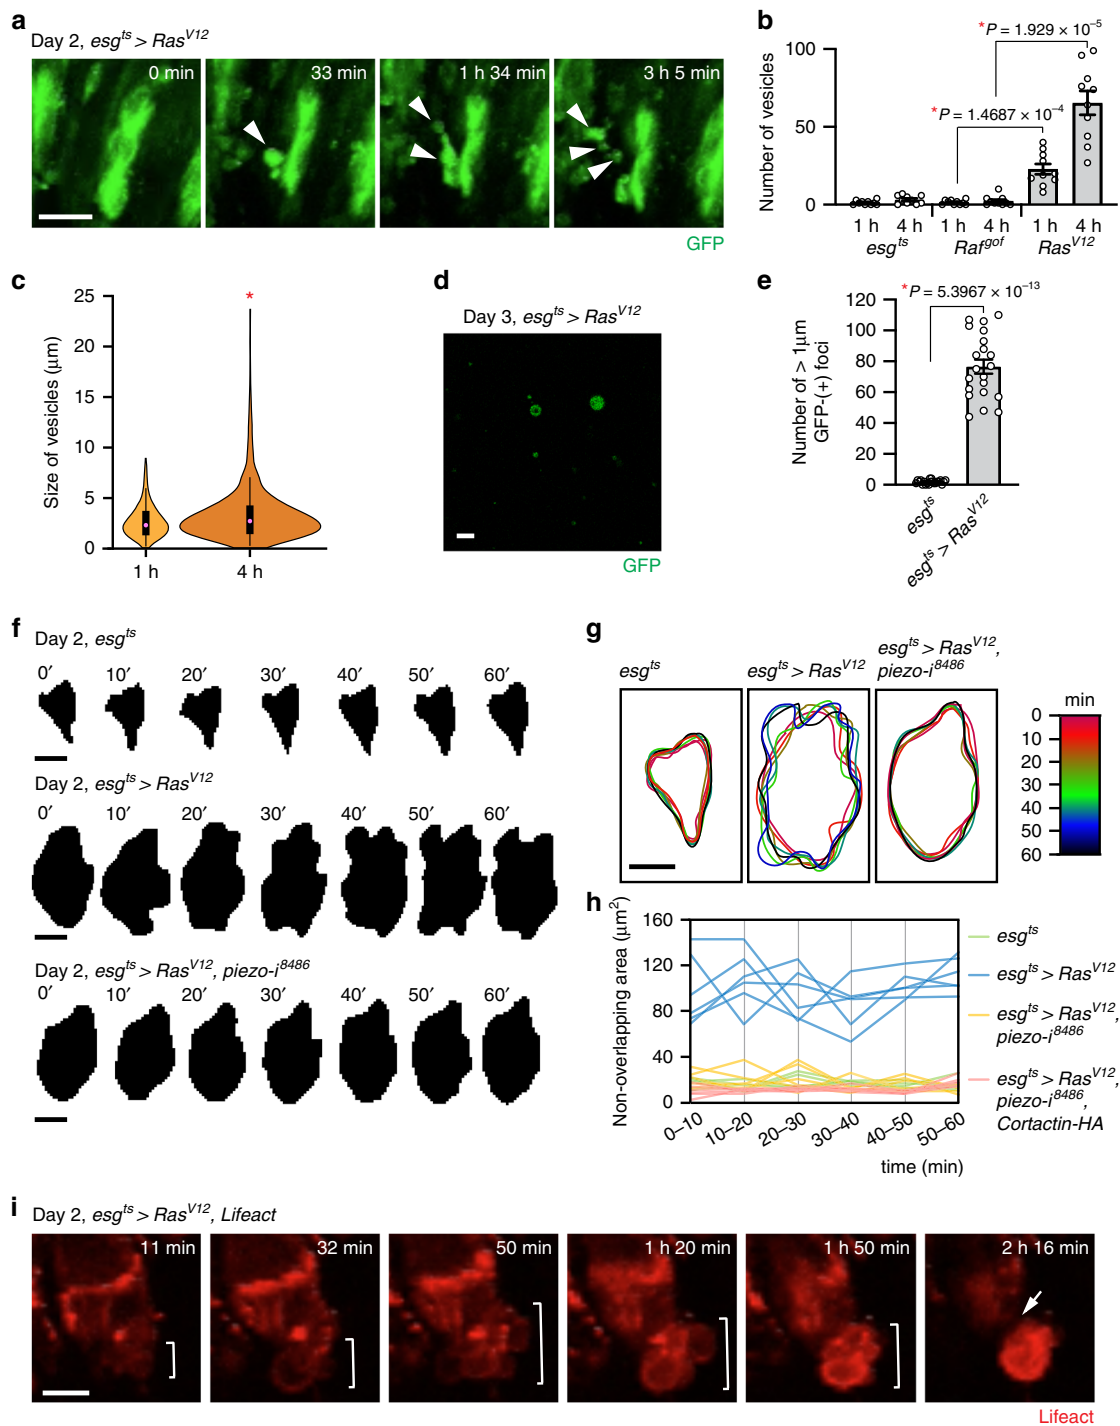 a
Day 2, esg^ts > Ras^V12
0 min
33 min
1 h 34 min
3 h 5 min
GFP
b
*P = 1.929 × 10^–5
*P = 1.4687 × 10^–4
Number of vesicles
100
50
0
1 h 4 h 1 h 4 h 1 h 4 h
esg^ts Raf^gof Ras^V12
c
Size of vesicles (μm)
25
20
15
10
5
0
*
1 h 4 h
d
Day 3, esg^ts > Ras^V12
GFP
e
*P = 5.3967 × 10^–13
Number of > 1μm
GFP-(+) foci
120
100
80
60
40
20
0
esg^ts
esg^ts > Ras^V12
f
Day 2, esg^ts
0′ 10′ 20′ 30′ 40′ 50′ 60′
Day 2, esg^ts > Ras^V12
0′ 10′ 20′ 30′ 40′ 50′ 60′
Day 2, esg^ts > Ras^V12, piezo-i^8486
0′ 10′ 20′ 30′ 40′ 50′ 60′
g
esg^ts
esg^ts > Ras^V12
esg^ts > Ras^V12,
piezo-i^8486
min
0
10
20
30
40
50
60
h
Non-overlapping area (μm^2)
160
120
80
40
0
0–10
10–20
20–30
30–40
40–50
50–60
time (min)
esg^ts
esg^ts > Ras^V12
esg^ts > Ras^V12,
piezo-i^8486
esg^ts > Ras^V12,
piezo-i^8486,
Cortactin-HA
i
Day 2, esg^ts > Ras^V12, Lifeact
11 min
32 min
50 min
1 h 20 min
1 h 50 min
2 h 16 min
Lifeact